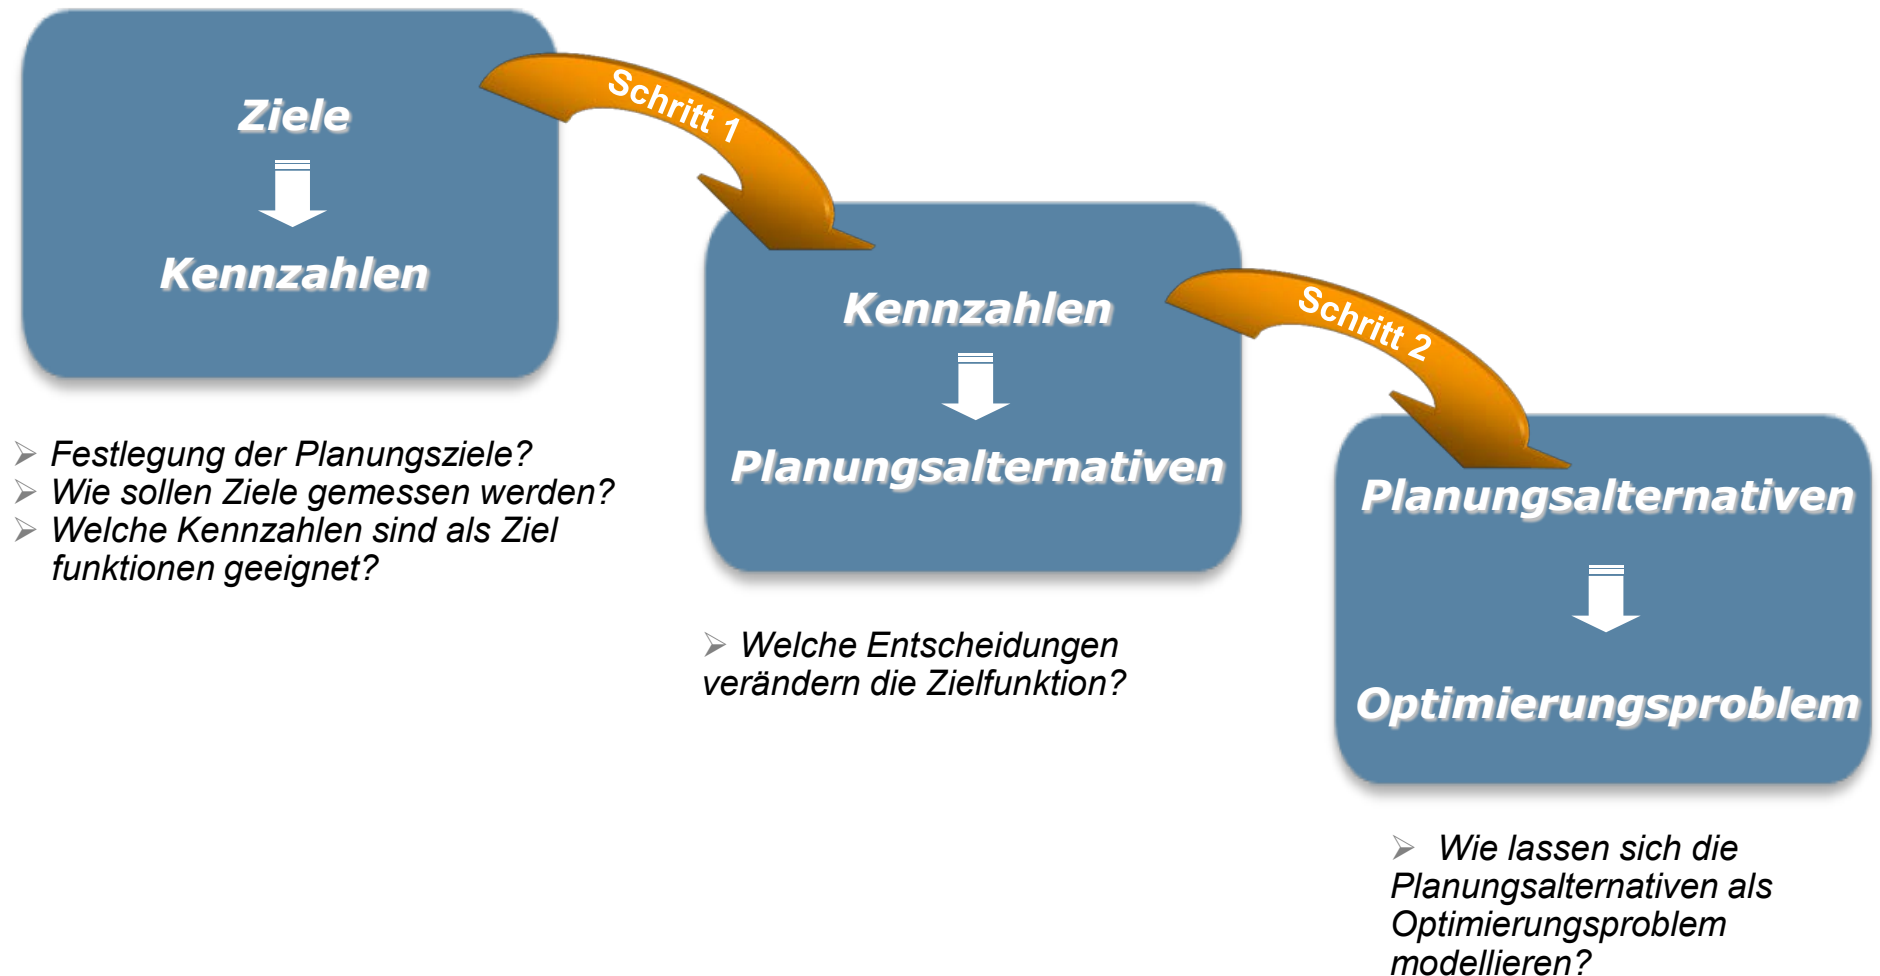 Ziele
Kennzahlen
Schritt 1
➢ Festlegung der Planungsziele?
➢ Wie sollen Ziele gemessen werden?
➢ Welche Kennzahlen sind als Ziel
funktionen geeignet?
Kennzahlen
Planungsalternativen
Schritt 2
➢ Welche Entscheidungen
verändern die Zielfunktion?
Planungsalternativen
Optimierungsproblem
➢ Wie lassen sich die
Planungsalternativen als
Optimierungsproblem
modellieren?